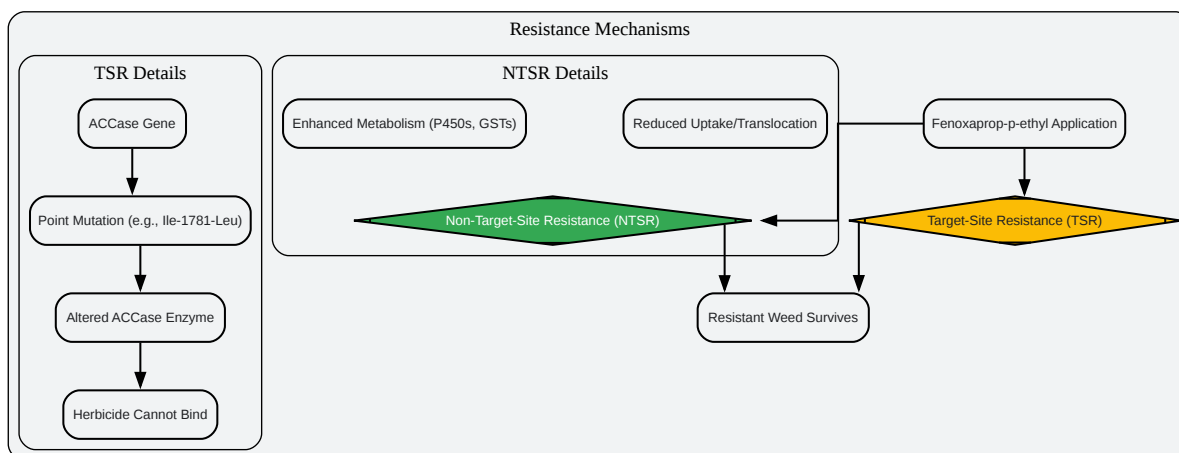 Resistance Mechanisms
TSR Details
NTSR Details
ACCase Gene
Enhanced Metabolism (P450s, GSTs)
Reduced Uptake/Translocation
Fenoxaprop-p-ethyl Application
Point Mutation (e.g., Ile-1781-Leu)
Non-Target-Site Resistance (NTSR)
Target-Site Resistance (TSR)
Altered ACCase Enzyme
Resistant Weed Survives
Herbicide Cannot Bind